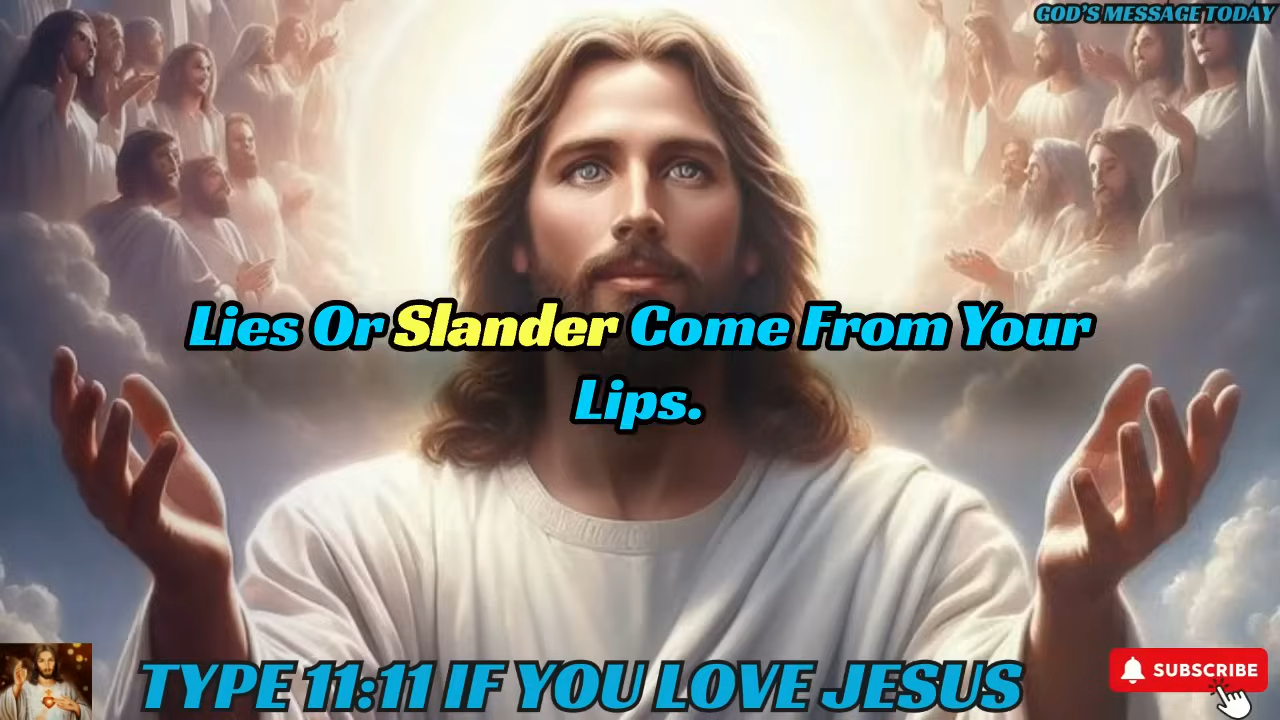 GOD'S MESSAGE TODAY
Lies Or Slander Come From Your
Lips.
TYPE 11:11 IF YOU LOVE JESUS
SUBSCRIBE